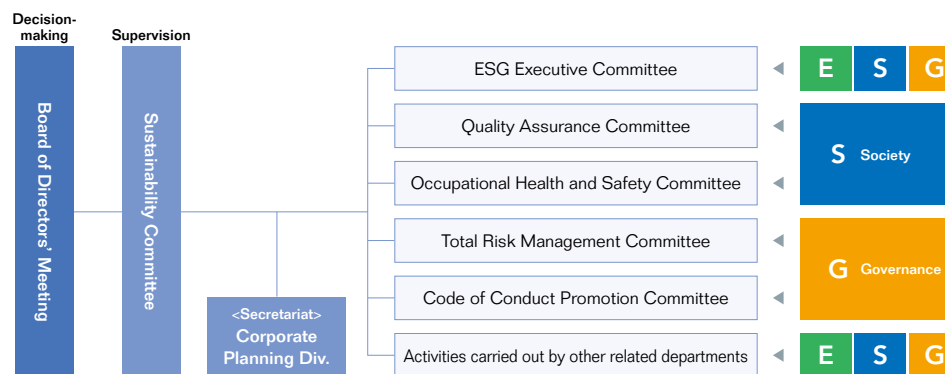 Decision-
making
Supervision
Board of Directors' Meeting
Sustainability Committee
<Secretariat>
Corporate
Planning Div.
ESG Executive Committee
E S G
Quality Assurance Committee
S Society
Occupational Health and Safety Committee
Total Risk Management Committee
G Governance
Code of Conduct Promotion Committee
Activities carried out by other related departments
E S G